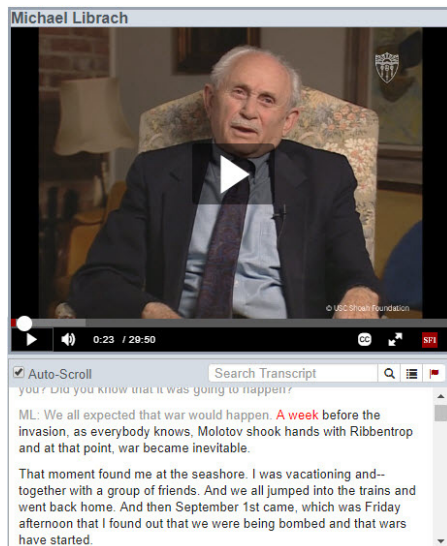 Michael Librach
© USC Shoah Foundation
0:23 / 29:50
CC
SFI
Auto-Scroll
Search Transcript
you? Did you know that it was going to happen?
ML: We all expected that war would happen. A week before the
invasion, as everybody knows, Molotov shook hands with Ribbentrop
and at that point, war became inevitable.
That moment found me at the seashore. I was vacationing and--
together with a group of friends. And we all jumped into the trains and
went back home. And then September 1st came, which was Friday
afternoon that I found out that we were being bombed and that wars
have started.